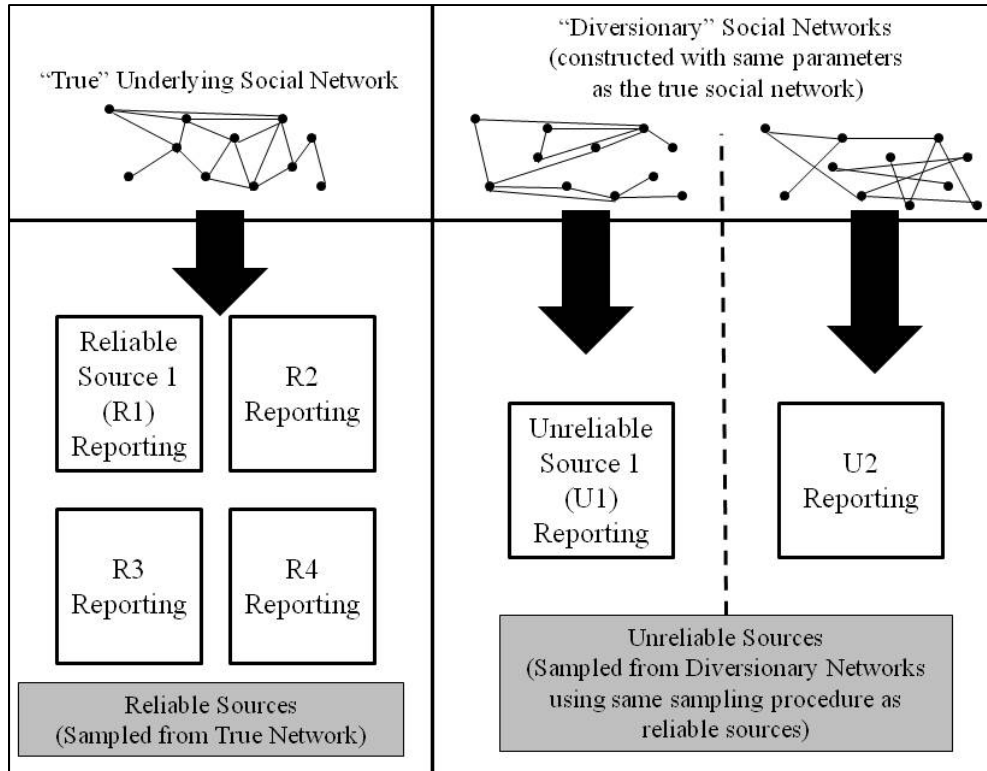 “True” Underlying Social Network
“Diversionary” Social Networks
(constructed with same parameters
as the true social network)
Reliable
Source 1
(R1)
Reporting
R2
Reporting
R3
Reporting
R4
Reporting
Reliable Sources
(Sampled from True Network)
Unreliable
Source 1
(U1)
Reporting
U2
Reporting
Unreliable Sources
(Sampled from Diversionary Networks
using same sampling procedure as
reliable sources)